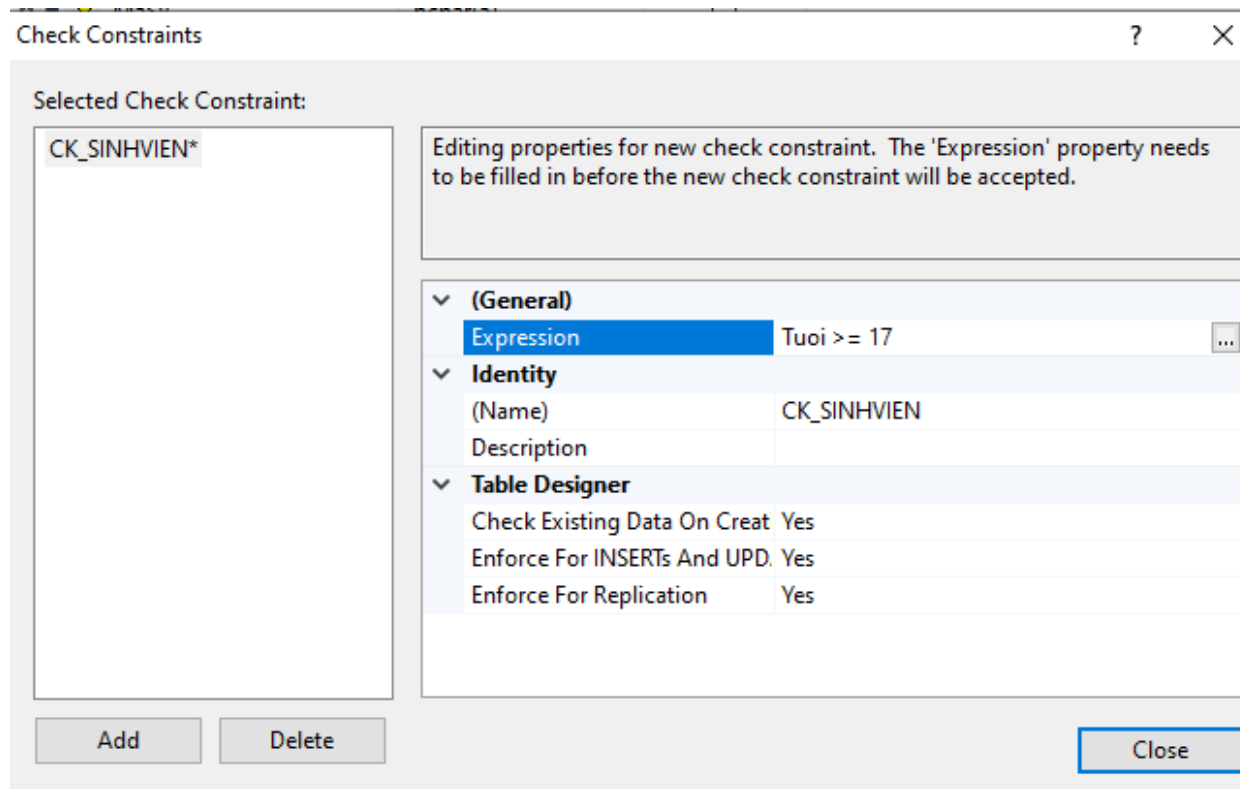 Check Constraints
?
Selected Check Constraint:
CK_SINHVIEN*
Editing properties for new check constraint. The 'Expression' property needs
to be filled in before the new check constraint will be accepted.
(General)
Expression Tuoi >= 17 ...
Identity
(Name) CK_SINHVIEN
Description
Table Designer
Check Existing Data On Creat Yes
Enforce For INSERTs And UPD. Yes
Enforce For Replication Yes
Add Delete
Close